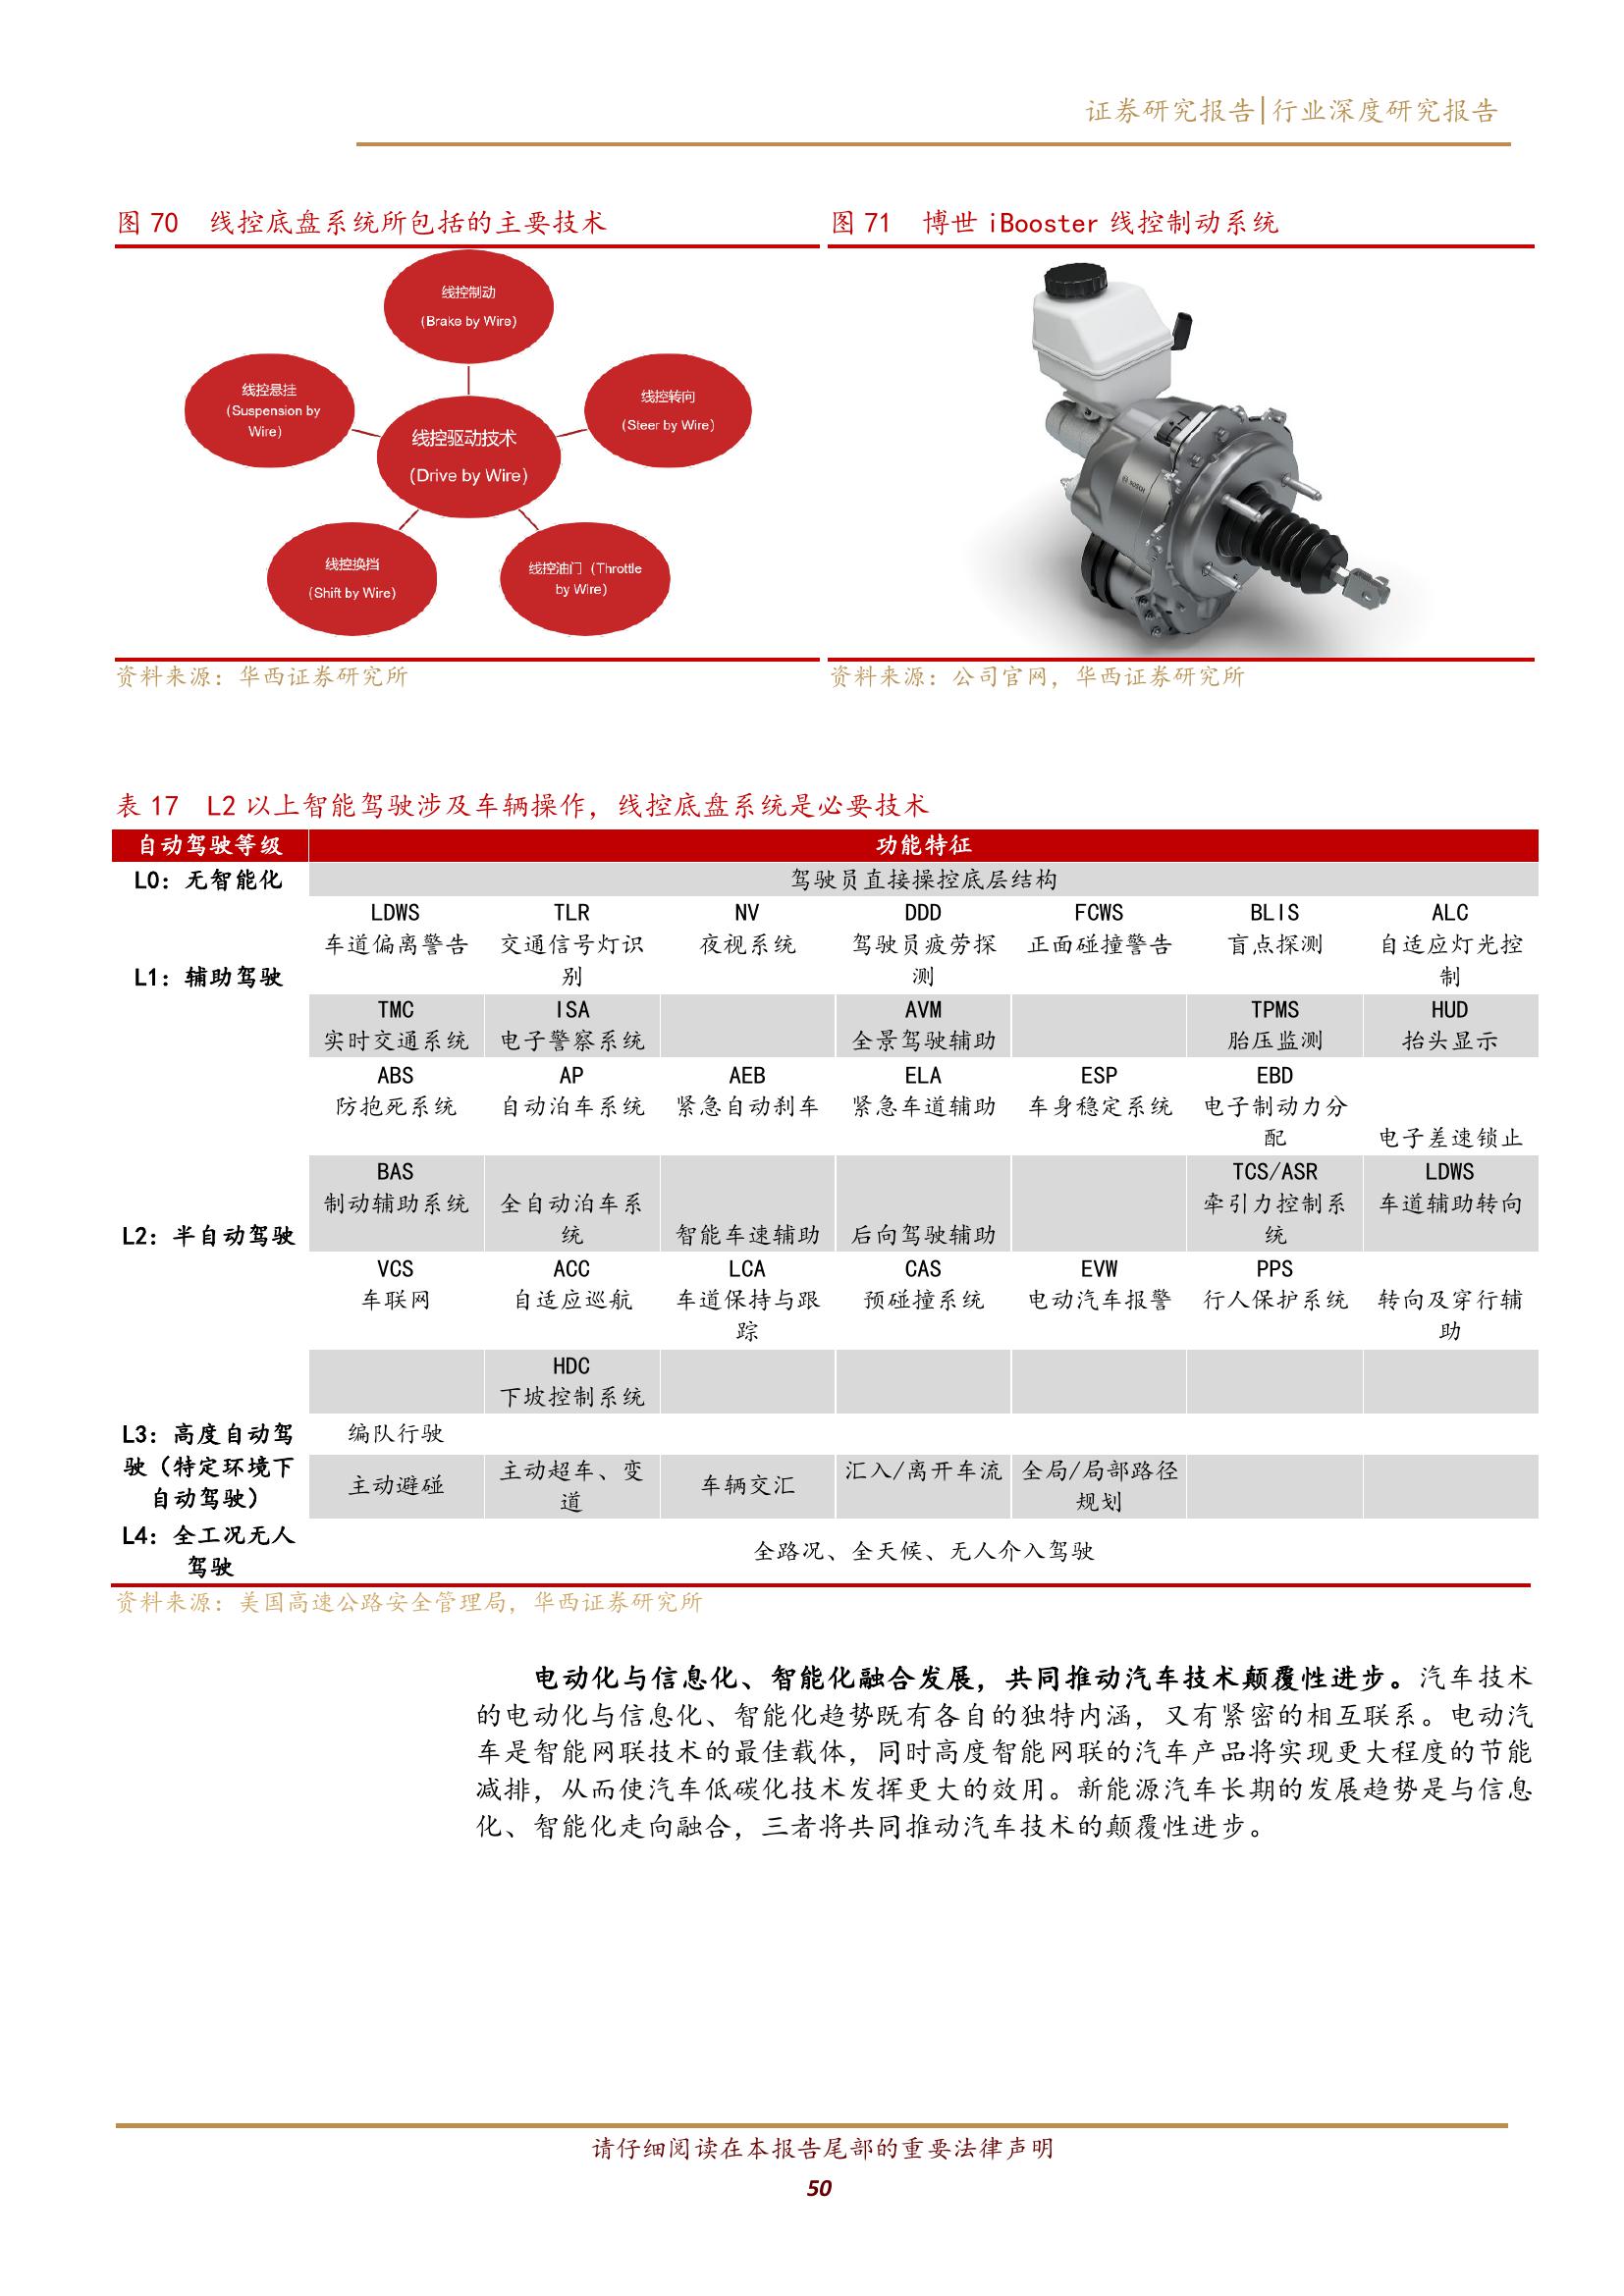 证券研究报告|行业深度研究报告
图 70 线控底盘系统所包括的主要技术
线控制动
(Brake by Wire)
线控悬挂
(Suspension by
Wire)
线控转向
(Steer by Wire)
线控驱动技术
(Drive by Wire)
线控换挡
(Shift by Wire)
线控油门（Throttle
by Wire)
资料来源：华西证券研究所
图 71 博世 iBooster 线控制动系统
BOSCH
资料来源：公司官网，华西证券研究所
表 17 L2 以上智能驾驶涉及车辆操作，线控底盘系统是必要技术
自动驾驶等级 功能特征
L0：无智能化 驾驶员直接操控底层结构
LDWS TLR NV DDD FCWS BLIS ALC
车道偏离警告 交通信号灯识 夜视系统 驾驶员疲劳探 正面碰撞警告 盲点探测 自适应灯光控
L1：辅助驾驶 别 测 制
TMC ISA AVM TPMS HUD
实时交通系统 电子警察系统 全景驾驶辅助 胎压监测 抬头显示
ABS AP AEB ELA ESP EBD
防抱死系统 自动泊车系统 紧急自动刹车 紧急车道辅助 车身稳定系统 电子制动力分
配 电子差速锁止
BAS TCS/ASR LDWS
制动辅助系统 全自动泊车系 牵引力控制系 车道辅助转向
L2：半自动驾驶 统 智能车速辅助 后向驾驶辅助 统
VCS ACC LCA CAS EVW PPS
车联网 自适应巡航 车道保持与跟 预碰撞系统 电动汽车报警 行人保护系统 转向及穿行辅
踪 助
HDC
下坡控制系统
L3：高度自动驾 编队行驶
驶（特定环境下 主动避碰 主动超车、变 车辆交汇 汇入/离开车流 全局/局部路径
自动驾驶） 道 规划
L4：全工况无人
驾驶 全路况、全天候、无人介入驾驶
资料来源：美国高速公路安全管理局，华西证券研究所
电动化与信息化、智能化融合发展，共同推动汽车技术颠覆性进步。汽车技术
的电动化与信息化、智能化趋势既有各自的独特内涵，又有紧密的相互联系。电动汽
车是智能网联技术的最佳载体，同时高度智能网联的汽车产品将实现更大程度的节能
减排，从而使汽车低碳化技术发挥更大的效用。新能源汽车长期的发展趋势是与信息
化、智能化走向融合，三者将共同推动汽车技术的颠覆性进步。
请仔细阅读在本报告尾部的重要法律声明
50